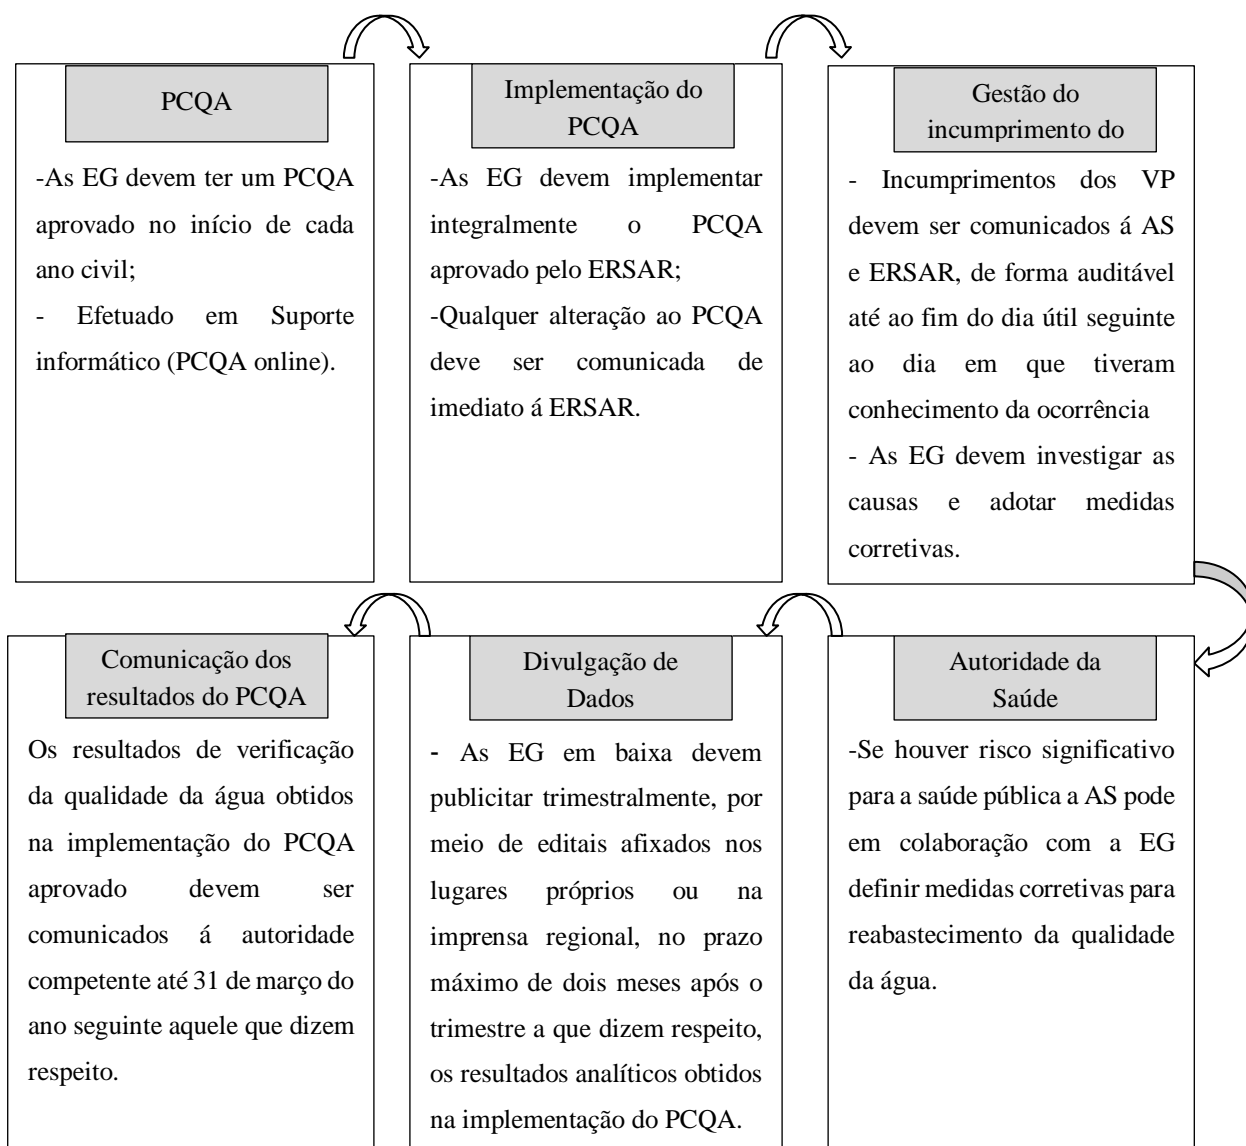 PCQA
-As EG devem ter um PCQA
aprovado no início de cada
ano civil;
- Efetuado em Suporte
informático (PCQA online).
Implementação do
PCQA
-As EG devem implementar
integralmente o PCQA
aprovado pelo ERSAR;
-Qualquer alteração ao PCQA
deve ser comunicada de
imediato á ERSAR.
Gestão do
incumprimento do
- Incumprimentos dos VP
devem ser comunicados á AS
e ERSAR, de forma auditável
até ao fim do dia útil seguinte
ao dia em que tiveram
conhecimento da ocorrência
- As EG devem investigar as
causas e adotar medidas
corretivas.
Autoridade da
Saúde
-Se houver risco significativo
para a saúde pública a AS pode
em colaboração com a EG
definir medidas corretivas para
reabastecimento da qualidade
da água.
Divulgação de
Dados
- As EG em baixa devem
publicitar trimestralmente, por
meio de editais afixados nos
lugares próprios ou na
imprensa regional, no prazo
máximo de dois meses após o
trimestre a que dizem respeito,
os resultados analíticos obtidos
na implementação do PCQA.
Comunicação dos
resultados do PCQA
Os resultados de verificação
da qualidade da água obtidos
na implementação do PCQA
aprovado devem ser
comunicados á autoridade
competente até 31 de março do
ano seguinte aquele que dizem
respeito.